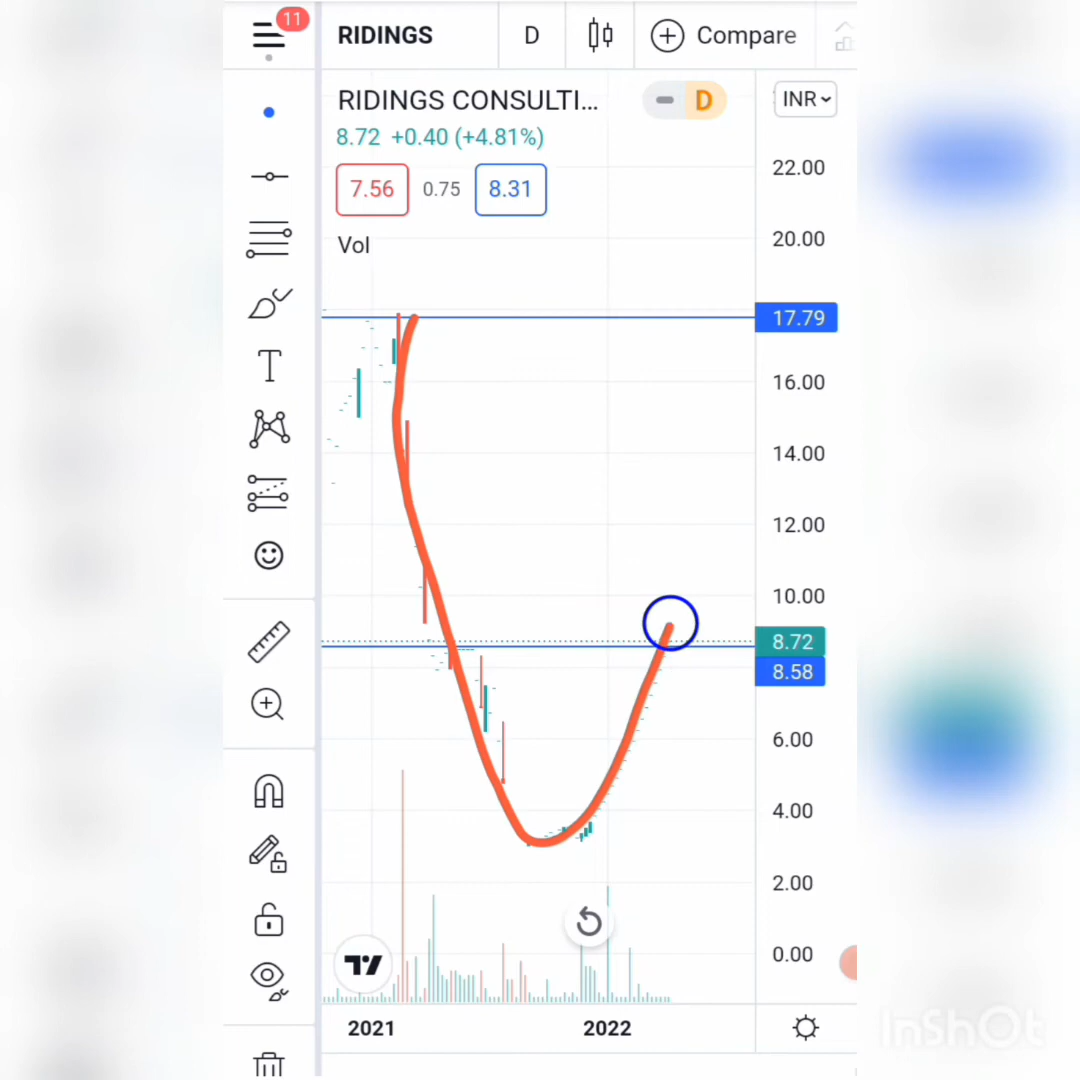 11
RIDINGS D Compare
RIDINGS CONSULTI... D INR
8.72 +0.40 (+4.81%)
7.56 0.75 8.31
Vol
22.00
20.00
17.79
16.00
14.00
12.00
10.00
8.72
8.58
6.00
4.00
2.00
0.00
2021 2022
InShOt